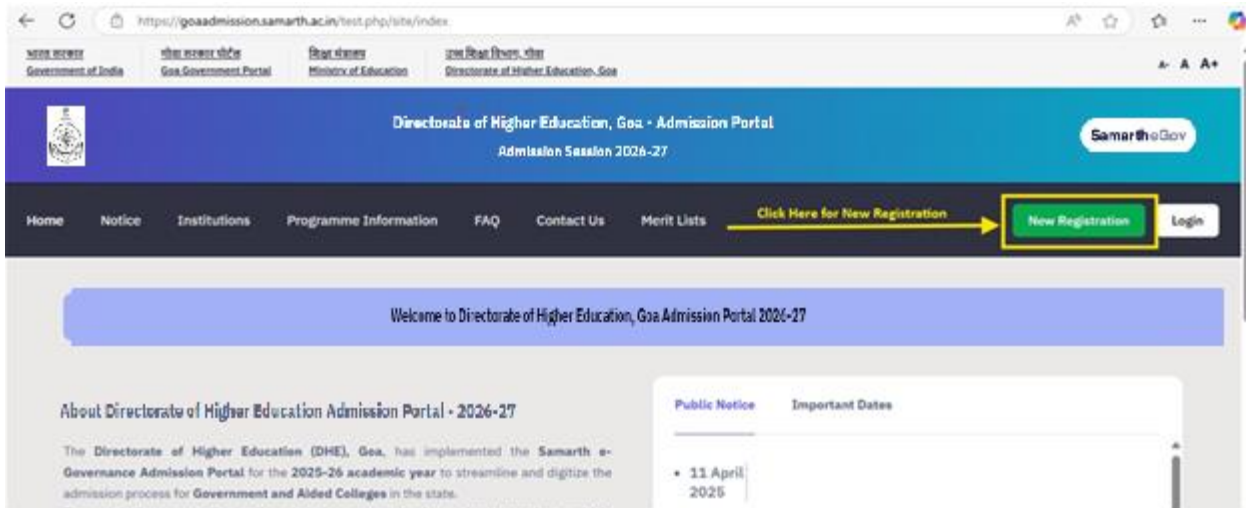 https://goaadmission.samarth.ac.in/test.php/site/index
भारत सरकार
Government of India
गोवा सरकार पोर्टल
Goa Government Portal
शिक्षा मंत्रालय
Ministry of Education
उच्च शिक्षा विभाग, गोवा
Directorate of Higher Education, Goa
A- A A+
Directorate of Higher Education, Goa - Admission Portal
Admission Session 2026-27
SamartheGov
Home Notice Institutions Programme Information FAQ Contact Us Merit Lists Click Here for New Registration New Registration Login
Welcome to Directorate of Higher Education, Goa Admission Portal 2026-27
About Directorate of Higher Education Admission Portal - 2026-27
The Directorate of Higher Education (DHE), Goa, has implemented the Samarth e-
Governance Admission Portal for the 2025-26 academic year to streamline and digitize the
admission process for Government and Aided Colleges in the state.
Public Notice Important Dates
• 11 April
2025